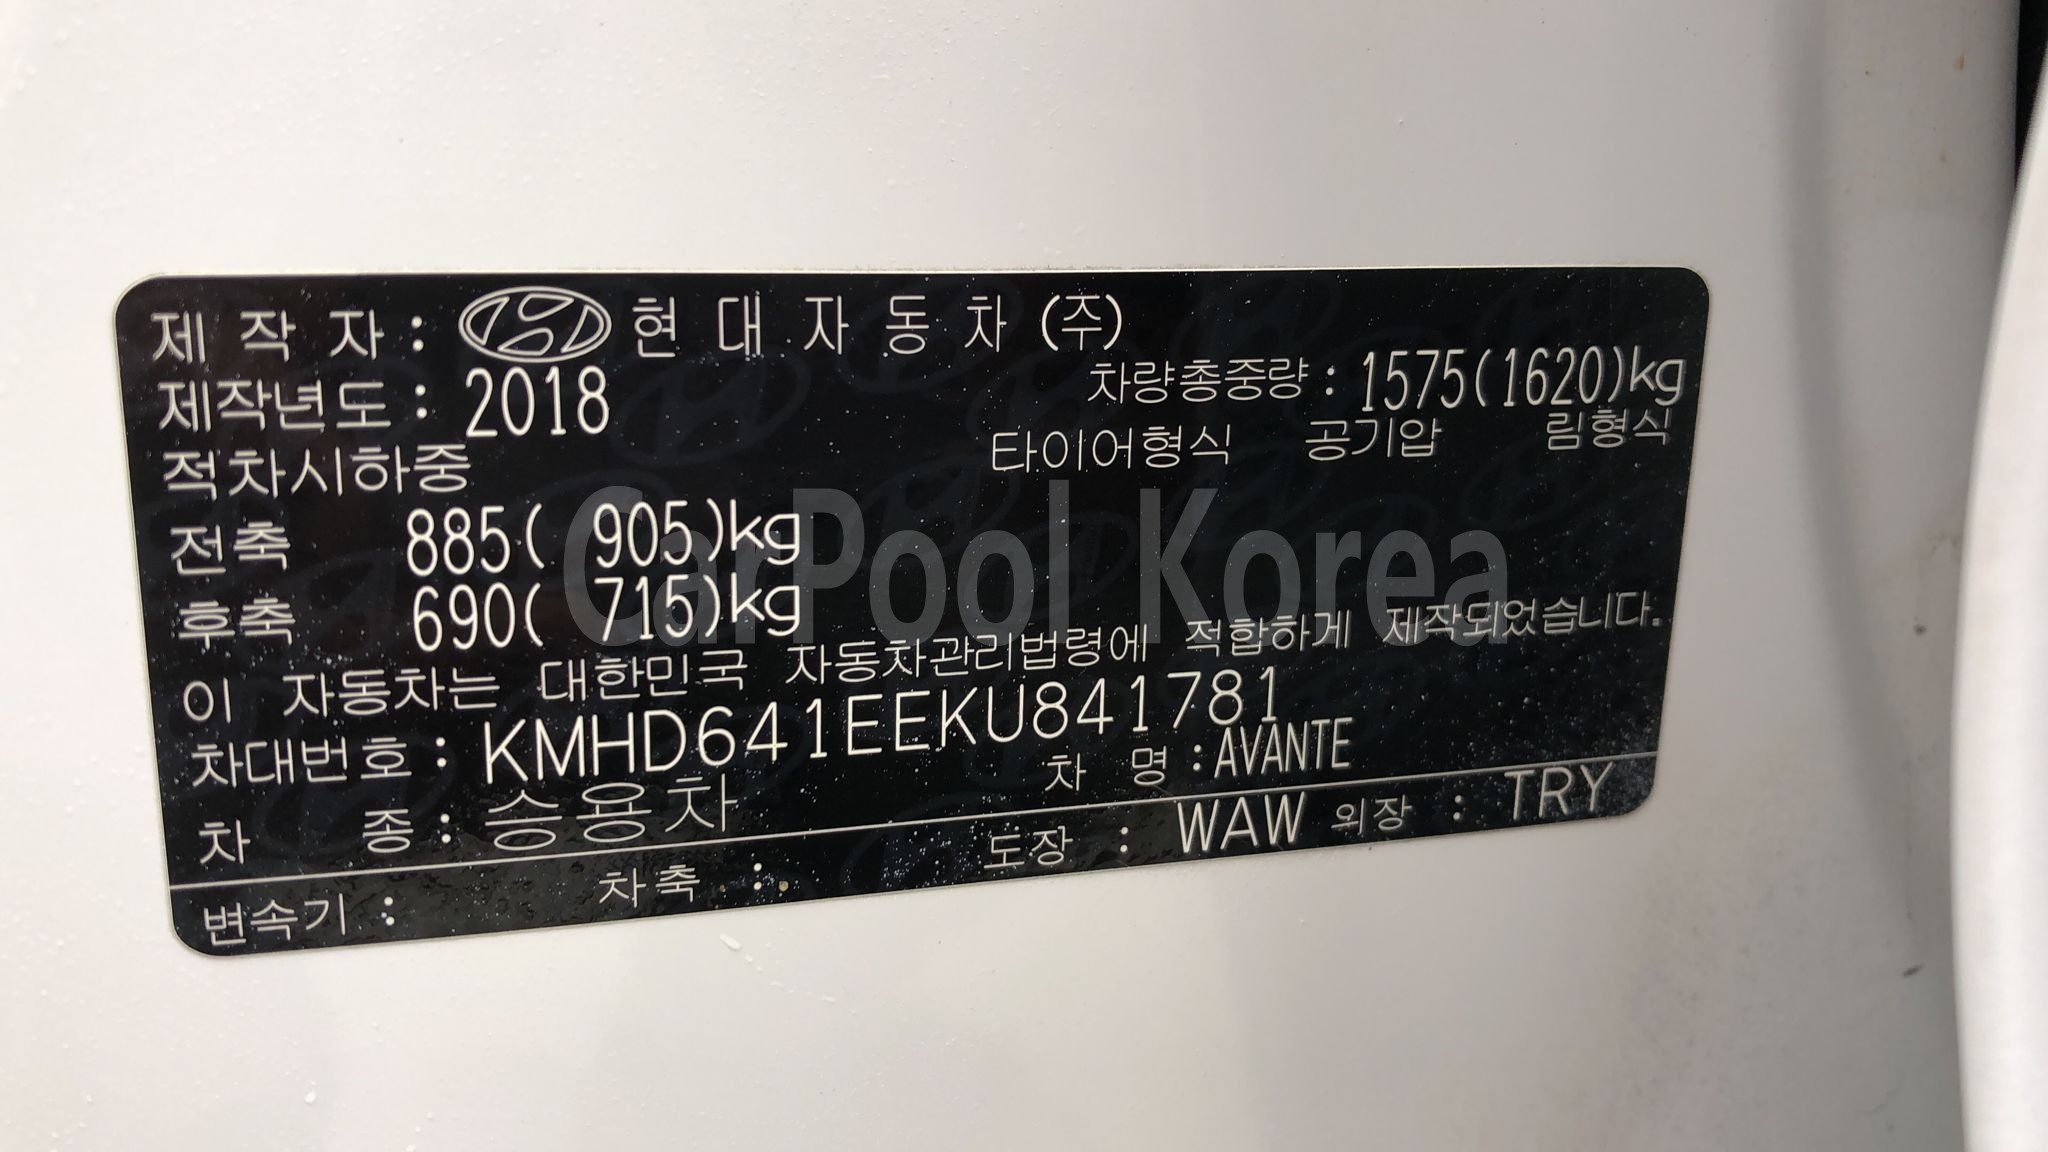 제 작 자 : 현 대 자 동 차 (주)
제작년도 : 2018 차량총중량 : 1575(1620)kg
적차시하중 타이어형식 공기압 림형식
전축 885( 905)kg
후축 690( 715)kg
CarPool Korea
이 자동차는 대한민국 자동차관리법령에 적합하게 제작되었습니다.
차대번호 : KMHD641EEKU841781
차 종 : 승용차 차 명 : AVANTE
변속기 : 차축 : 도장 : WAW 외장 : TRY